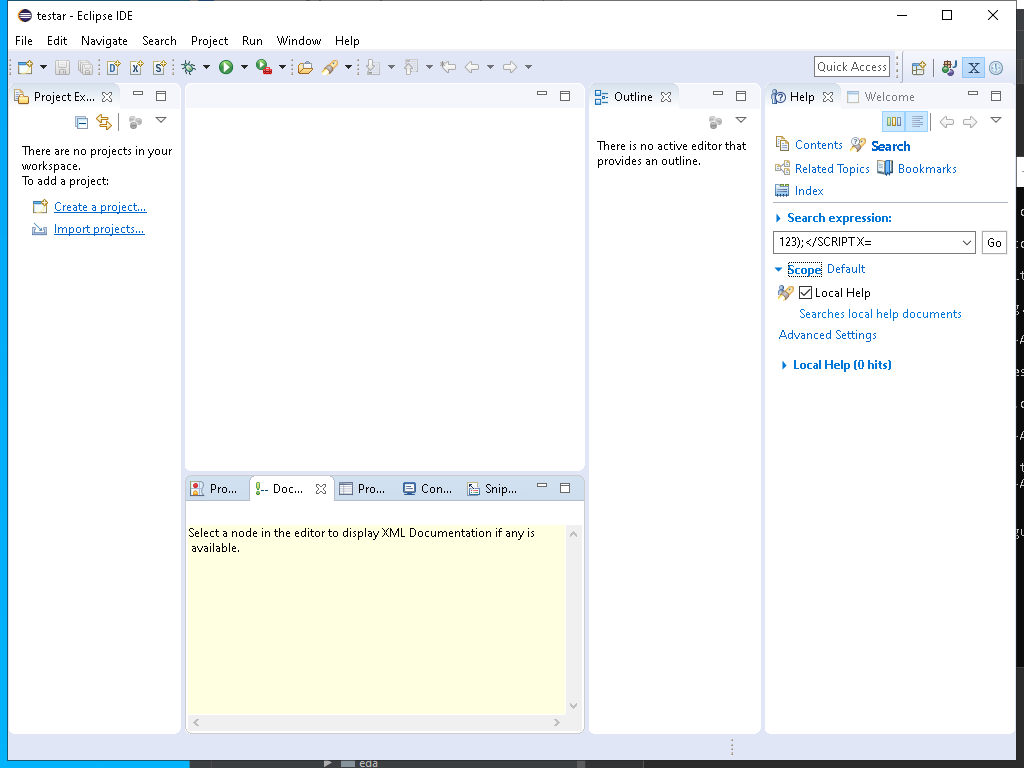 testar - Eclipse IDE
File Edit Navigate Search Project Run Window Help
Quick Access
Project Ex...
There are no projects in your
workspace.
To add a project:
Create a project...
Import projects...
Outline
There is no active editor that
provides an outline.
Help Welcome
Contents Search
Related Topics Bookmarks
Index
Search expression:
123);</SCRIPT X=
Go
Scope Default
Local Help
Searches local help documents
Advanced Settings
Local Help (0 hits)
Pro... Doc... Pro... Con... Snip...
Select a node in the editor to display XML Documentation if any is
available.
eda